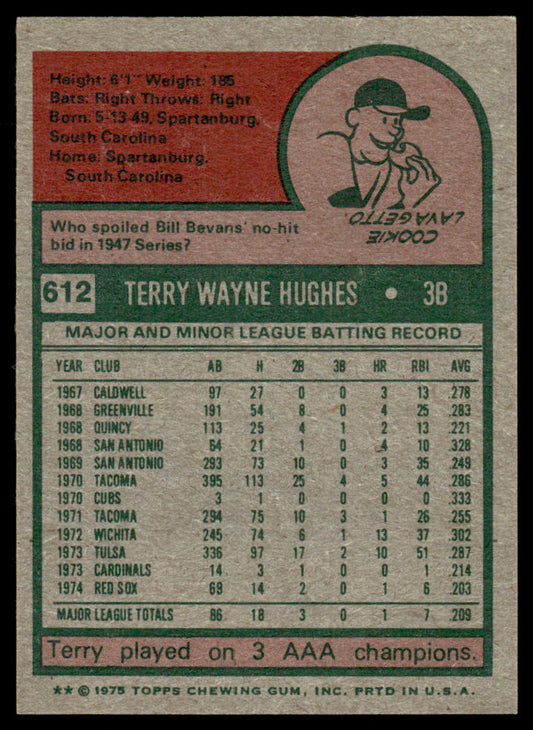 Height: 6'1" Weight: 185
Bats: Right Throws: Right
Born: 5-13-49, Spartanburg,
South Carolina
Home: Spartanburg,
South Carolina
COOKIE
LAVAGETTO
Who spoiled Bill Bevans' no-hit
bid in 1947 Series?
612 TERRY WAYNE HUGHES • 3B
MAJOR AND MINOR LEAGUE BATTING RECORD
YEAR CLUB AB H 2B 3B HR RBI AVG
1967 CALDWELL 97 27 0 0 3 13 .278
1968 GREENVILLE 191 54 8 0 4 25 .283
1968 QUINCY 113 25 4 1 2 13 .221
1968 SAN ANTONIO 64 21 1 0 4 10 .328
1969 SAN ANTONIO 293 73 10 0 3 35 .249
1970 TACOMA 395 113 25 4 5 44 .286
1970 CUBS 3 1 0 0 0 0 .333
1971 TACOMA 294 75 10 3 1 26 .255
1972 WICHITA 245 74 6 1 13 37 .302
1973 TULSA 336 97 17 2 10 51 .287
1973 CARDINALS 14 3 1 0 0 1 .214
1974 RED SOX 69 14 2 0 1 6 .203
MAJOR LEAGUE TOTALS 86 18 3 0 1 7 .209
Terry played on 3 AAA champions.
** © 1975 TOPPS CHEWING GUM, INC. PRTD IN U.S.A.